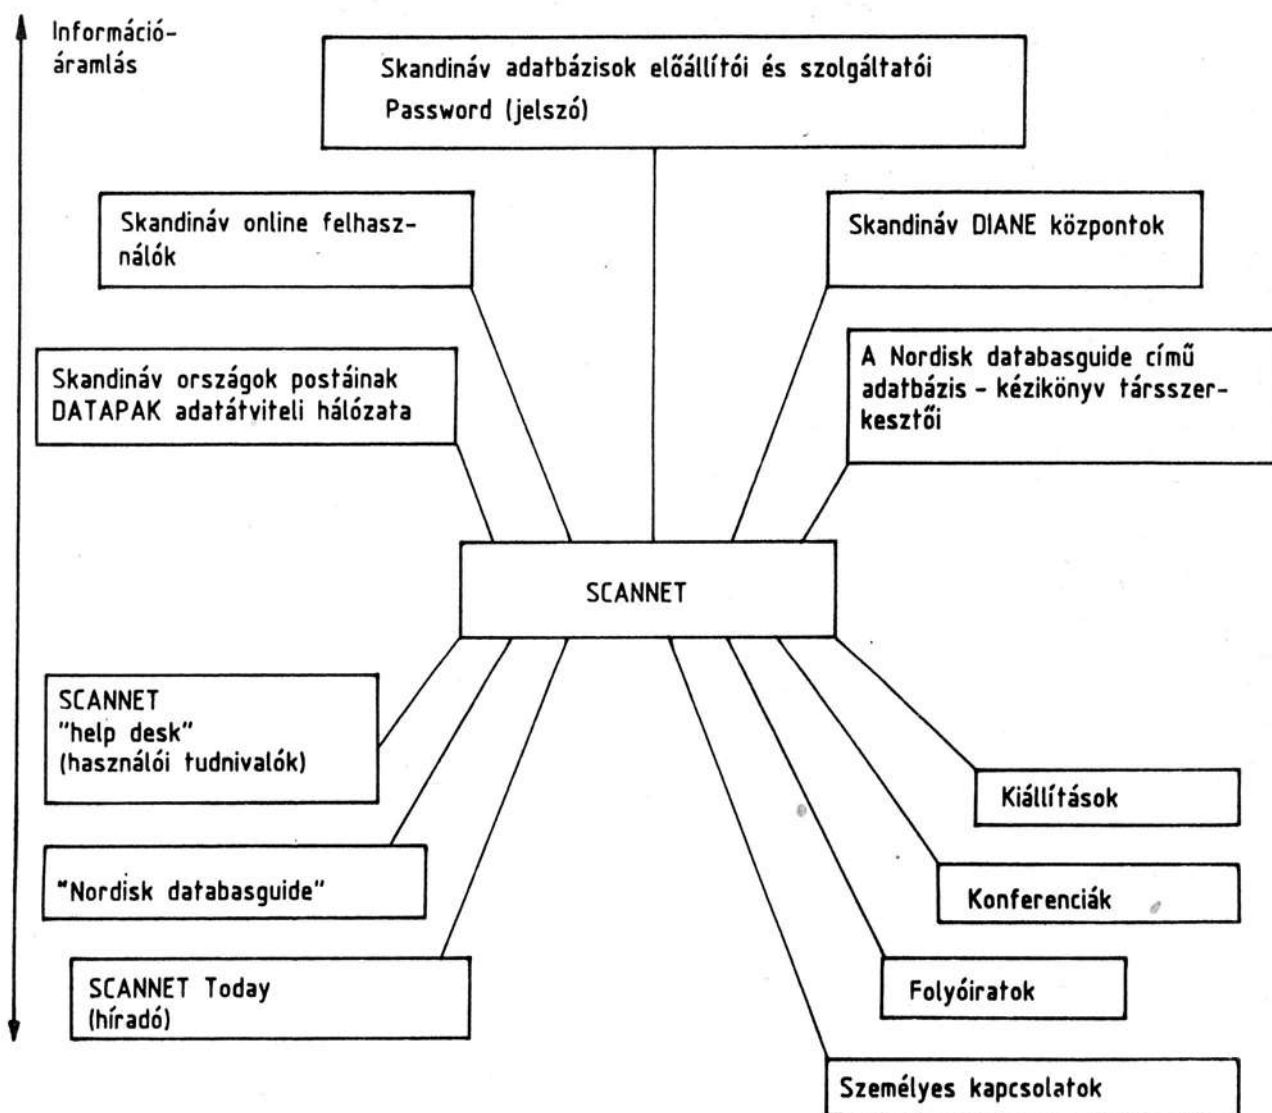 Információ-
áramlás
Skandináv adatbázisok előállítói és szolgáltatói
Password (jelszó)
Skandináv online felhasz-
nálók
Skandináv DIANE központok
Skandináv országok postáinak
DATAPAK adatátviteli hálózata
A Nordisk databasguide című
adatbázis - kézikönyv társszer-
kesztői
SCANNET
SCANNET
"help desk"
(használói tudnivalók)
"Nordisk databasguide"
SCANNET Today
(híradó)
Kiállítások
Konferenciák
Folyóiratok
Személyes kapcsolatok